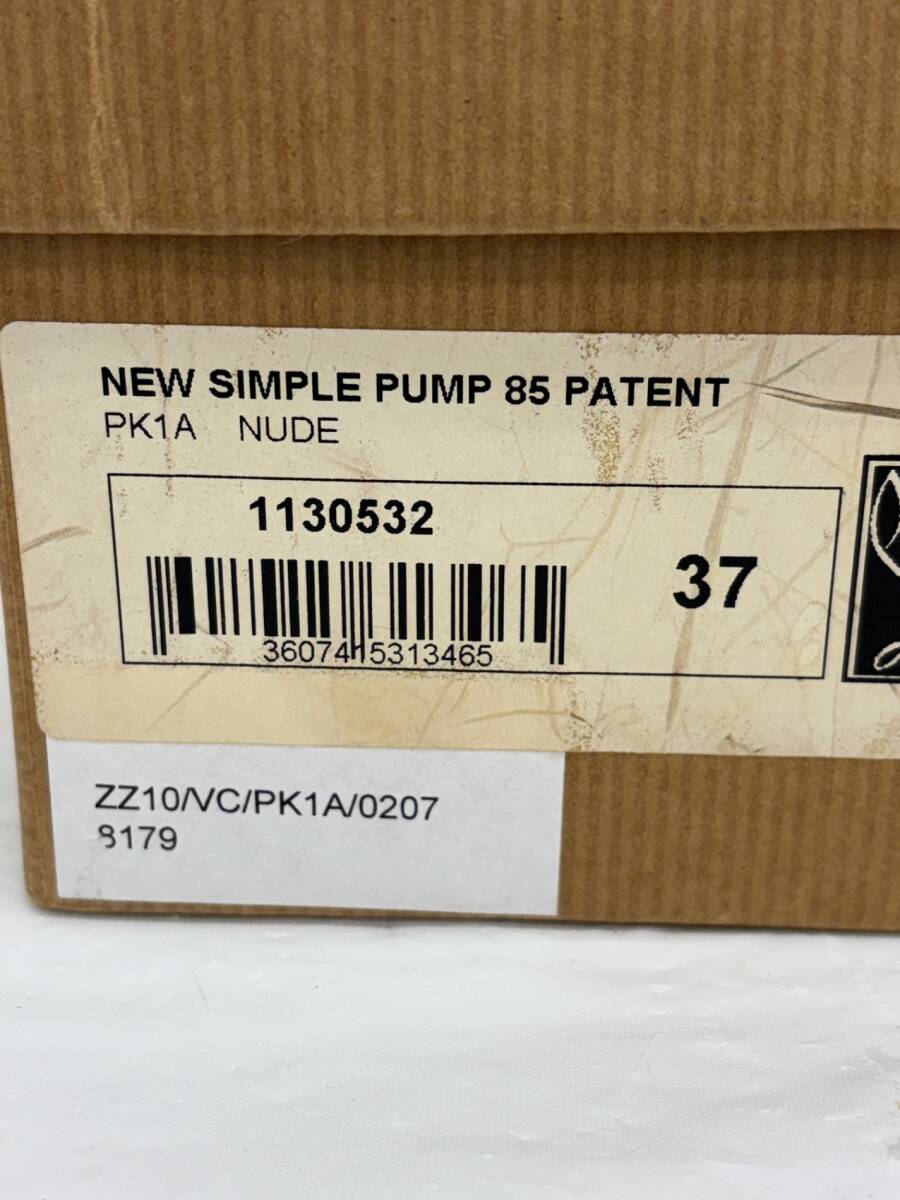 NEW SIMPLE PUMP 85 PATENT
PK1A NUDE
1130532
37
3607415313465
ZZ10/VC/PK1A/0207
8179